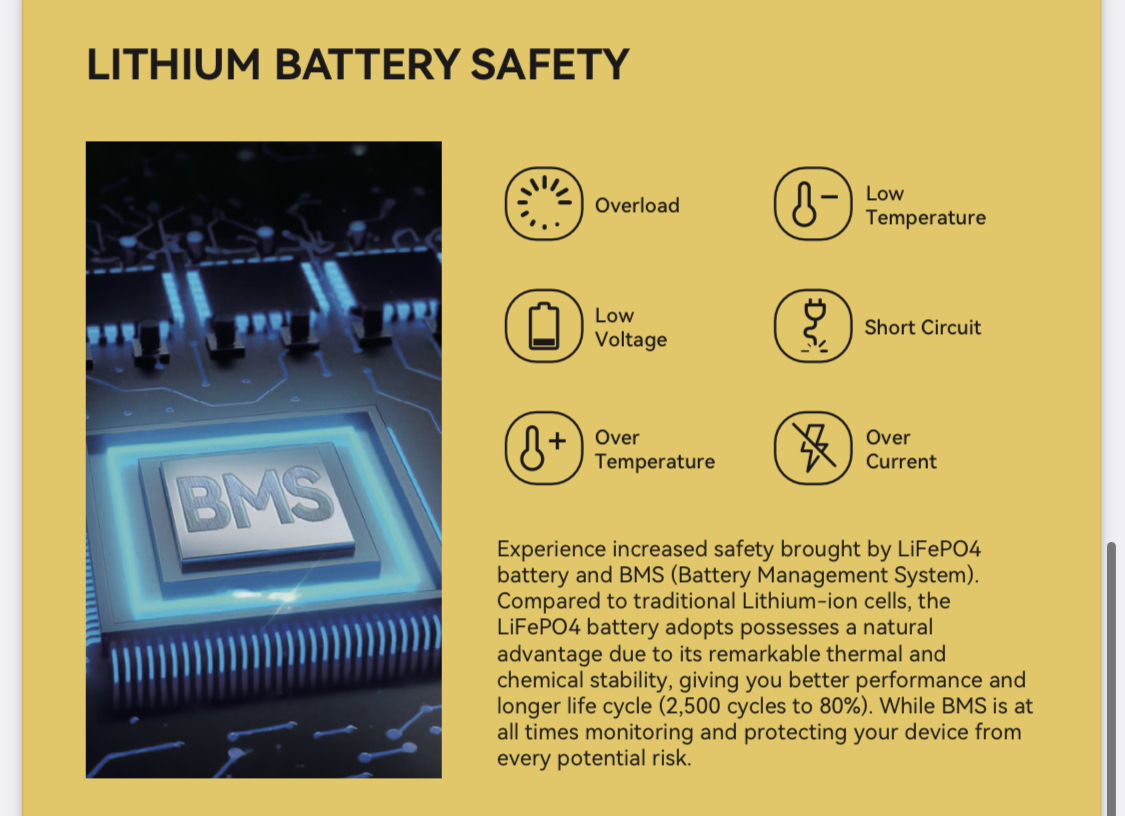 LITHIUM BATTERY SAFETY
Overload
Low
Temperature
Low
Voltage
Short Circuit
Over
Temperature
Over
Current
BMS
Experience increased safety brought by LiFePO4
battery and BMS (Battery Management System).
Compared to traditional Lithium-ion cells, the
LiFePO4 battery adopts possesses a natural
advantage due to its remarkable thermal and
chemical stability, giving you better performance and
longer life cycle (2,500 cycles to 80%). While BMS is at
all times monitoring and protecting your device from
every potential risk.